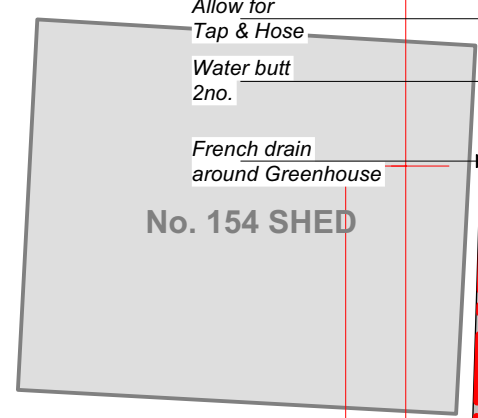 Allow for
Tap & Hose
Water butt
2no.
French drain
around Greenhouse
No. 154 SHED